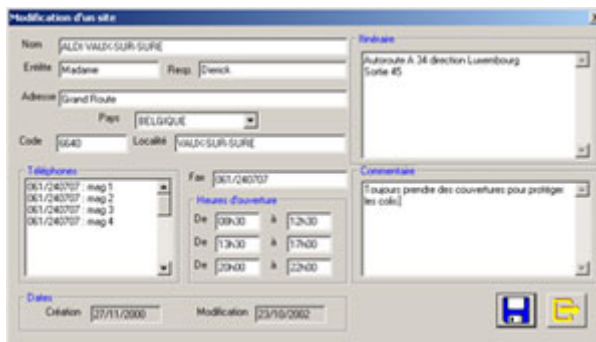 Modification d'un site
Nom ALDI VAUX-SUR-SURE
Entête Madame Resp. Dierick
Adresse Grand Route
Pays BELGIQUE
Code 6640 Localité VAUX-SUR-SURE
Téléphones
061/240707 : mag 1
061/240707 : mag 2
061/240707 : mag 3
061/240707 : mag 4
Fax 061/240707
Heures d'ouverture
De 08h30 à 12h30
De 13h30 à 17h00
De 20h00 à 22h00
Dates
Création 27/11/2000 Modification 23/10/2002
Itinéraire
Autoroute A 34 direction Luxembourg
Sortie 45
Commentaire
Toujours prendre des couvertures pour protéger
les colis